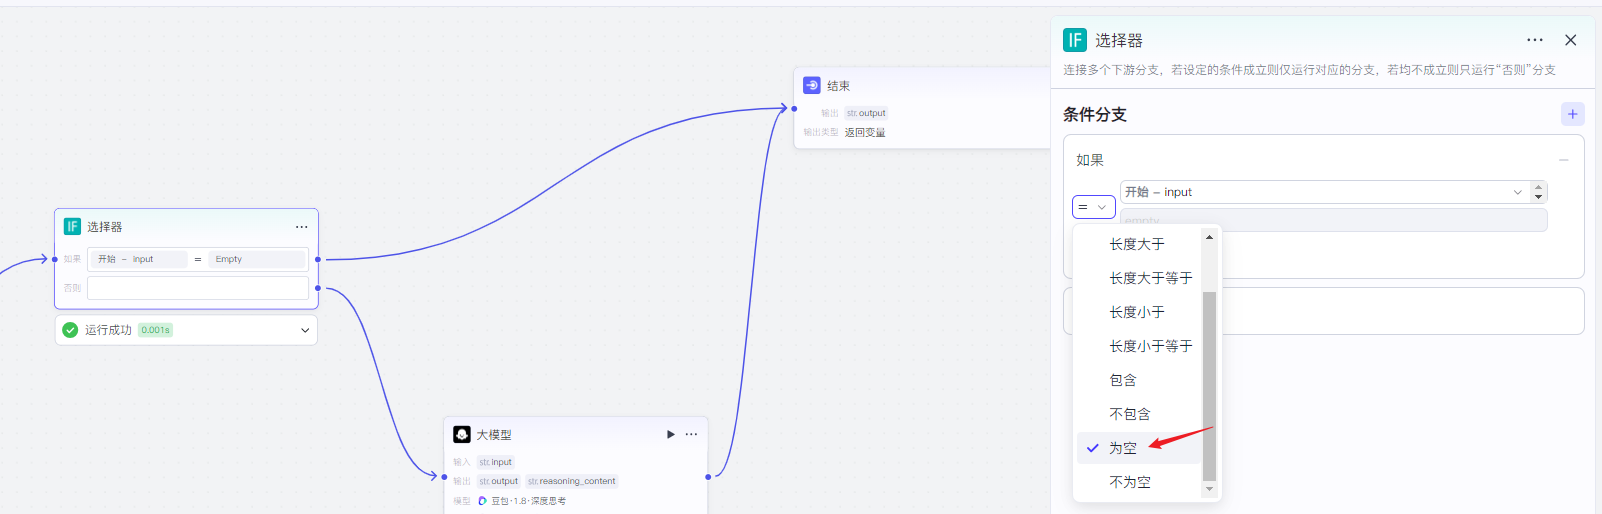 IF 选择器
如果 开始 - input = Empty
否则
运行成功 0.001s
结束
输出 str.output
输出类型 返回变量
大模型
输入 str.input
输出 str.output str.reasoning_content
模型 豆包·1.8·深度思考
IF 选择器
连接多个下游分支，若设定的条件成立则仅运行对应的分支，若均不成立则只运行“否则”分支
条件分支
如果
= 开始 - input
empty
长度大于
长度大于等于
长度小于
长度小于等于
包含
不包含
为空
不为空